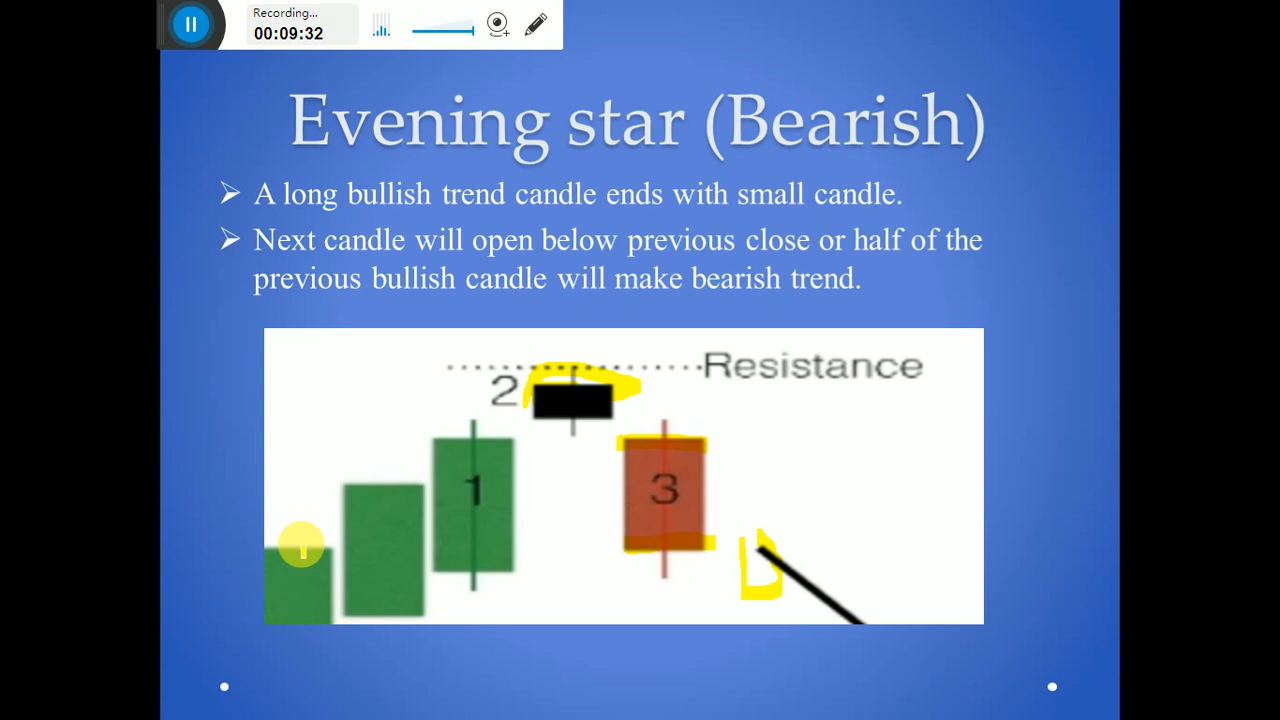 Recording...
00:09:32
Evening star (Bearish)
A long bullish trend candle ends with small candle.
Next candle will open below previous close or half of the
previous bullish candle will make bearish trend.
Resistance
2
1
3